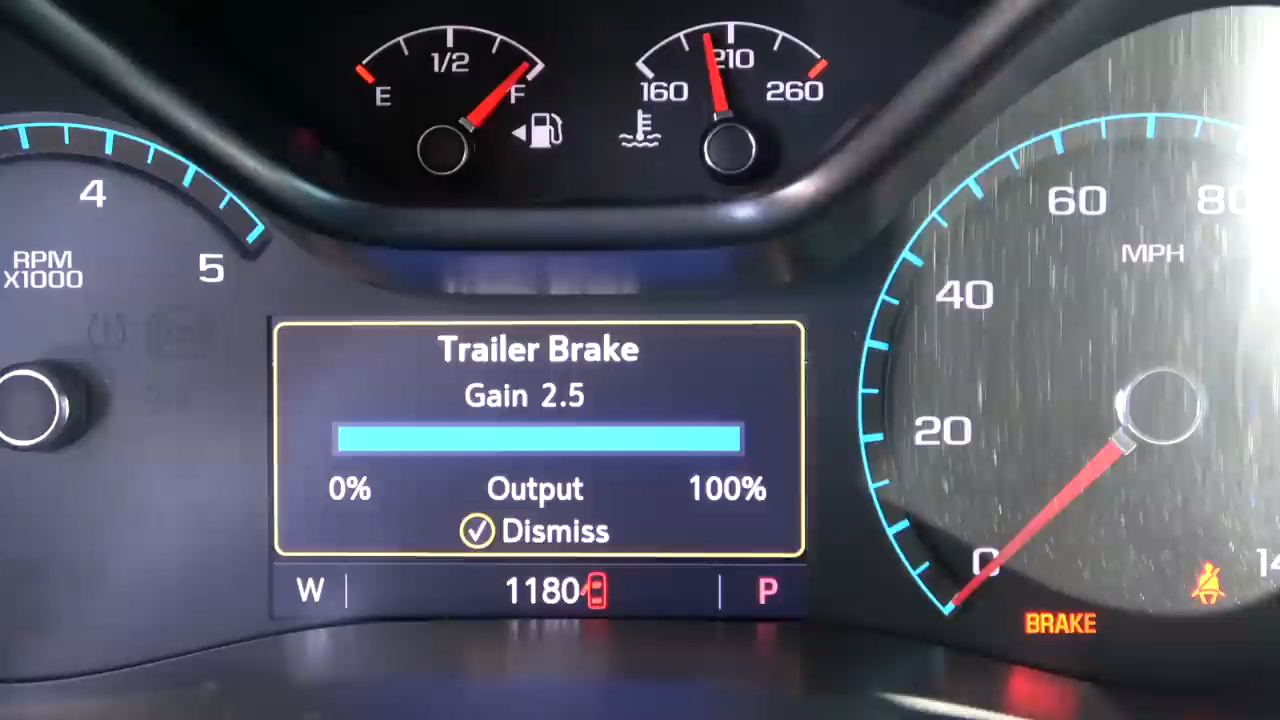 E
1/2
F
160
210
260
4
5
RPM
X1000
Trailer Brake
Gain 2.5
0%
Output
100%
Dismiss
W
1180
P
0
20
40
60
80
MPH
BRAKE